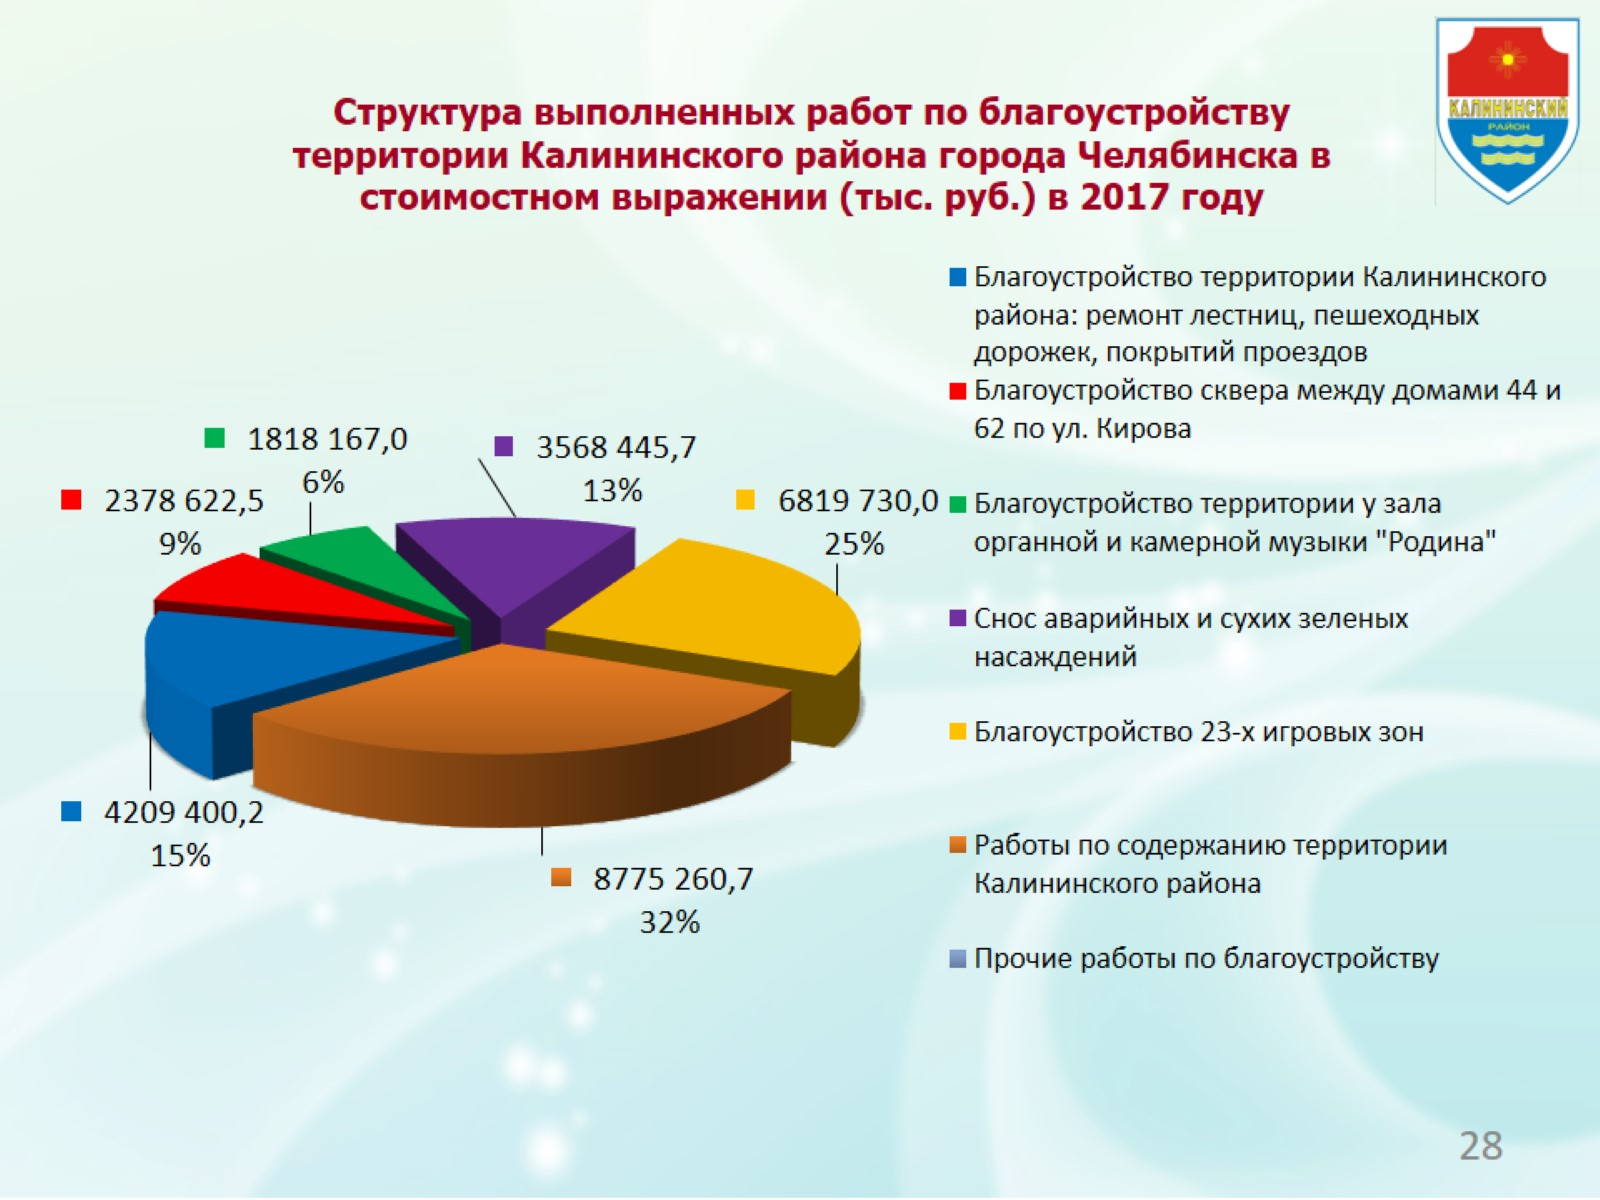 КАЛИНИНСКИЙ
РАЙОН
Структура выполненных работ по благоустройству
территории Калининского района города Челябинска в
стоимостном выражении (тыс. руб.) в 2017 году
1818 167,0
6%
3568 445,7
13%
2378 622,5
9%
6819 730,0
25%
4209 400,2
15%
8775 260,7
32%
Благоустройство территории Калининского
района: ремонт лестниц, пешеходных
дорожек, покрытий проездов
Благоустройство сквера между домами 44 и
62 по ул. Кирова
Благоустройство территории у зала
органной и камерной музыки "Родина"
Снос аварийных и сухих зеленых
насаждений
Благоустройство 23-х игровых зон
Работы по содержанию территории
Калининского района
Прочие работы по благоустройству
28